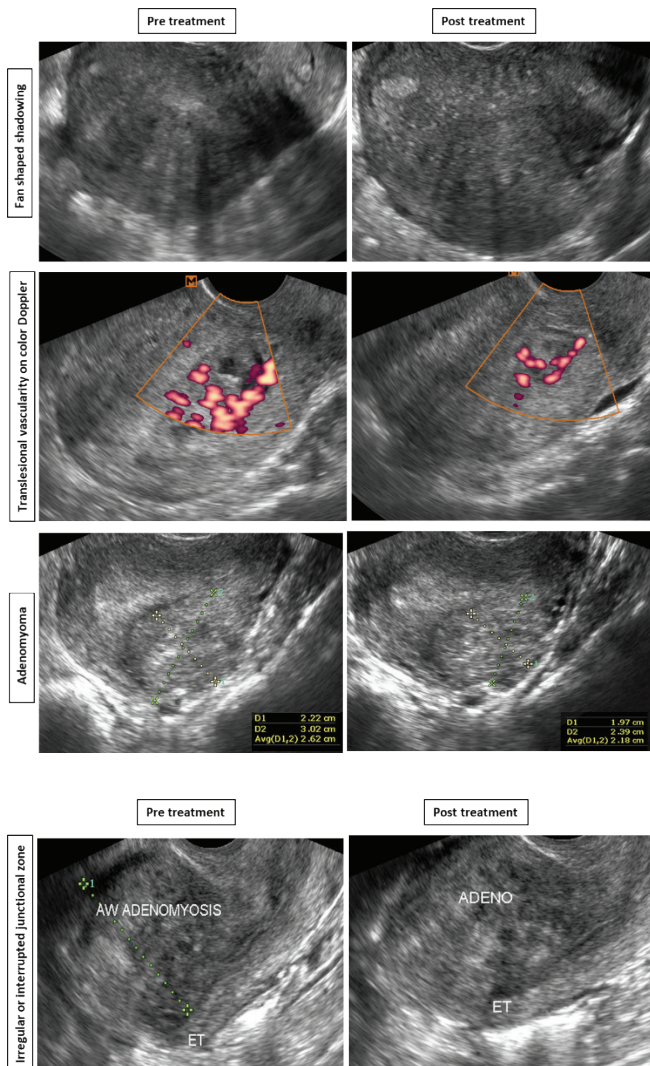 Pre treatment
Post treatment
Fan shaped shadowing
M
Translesional vascularity on color Doppler
Adenomyoma
D1 2.22 cm
D2 3.02 cm
Avg(D1,2) 2.62 cm
D1 1.97 cm
D2 2.39 cm
Avg(D1,2) 2.18 cm
Pre treatment
Post treatment
Irregular or interrupted junctional zone
1
AW ADENOMYOSIS
ET
ADENO
ET